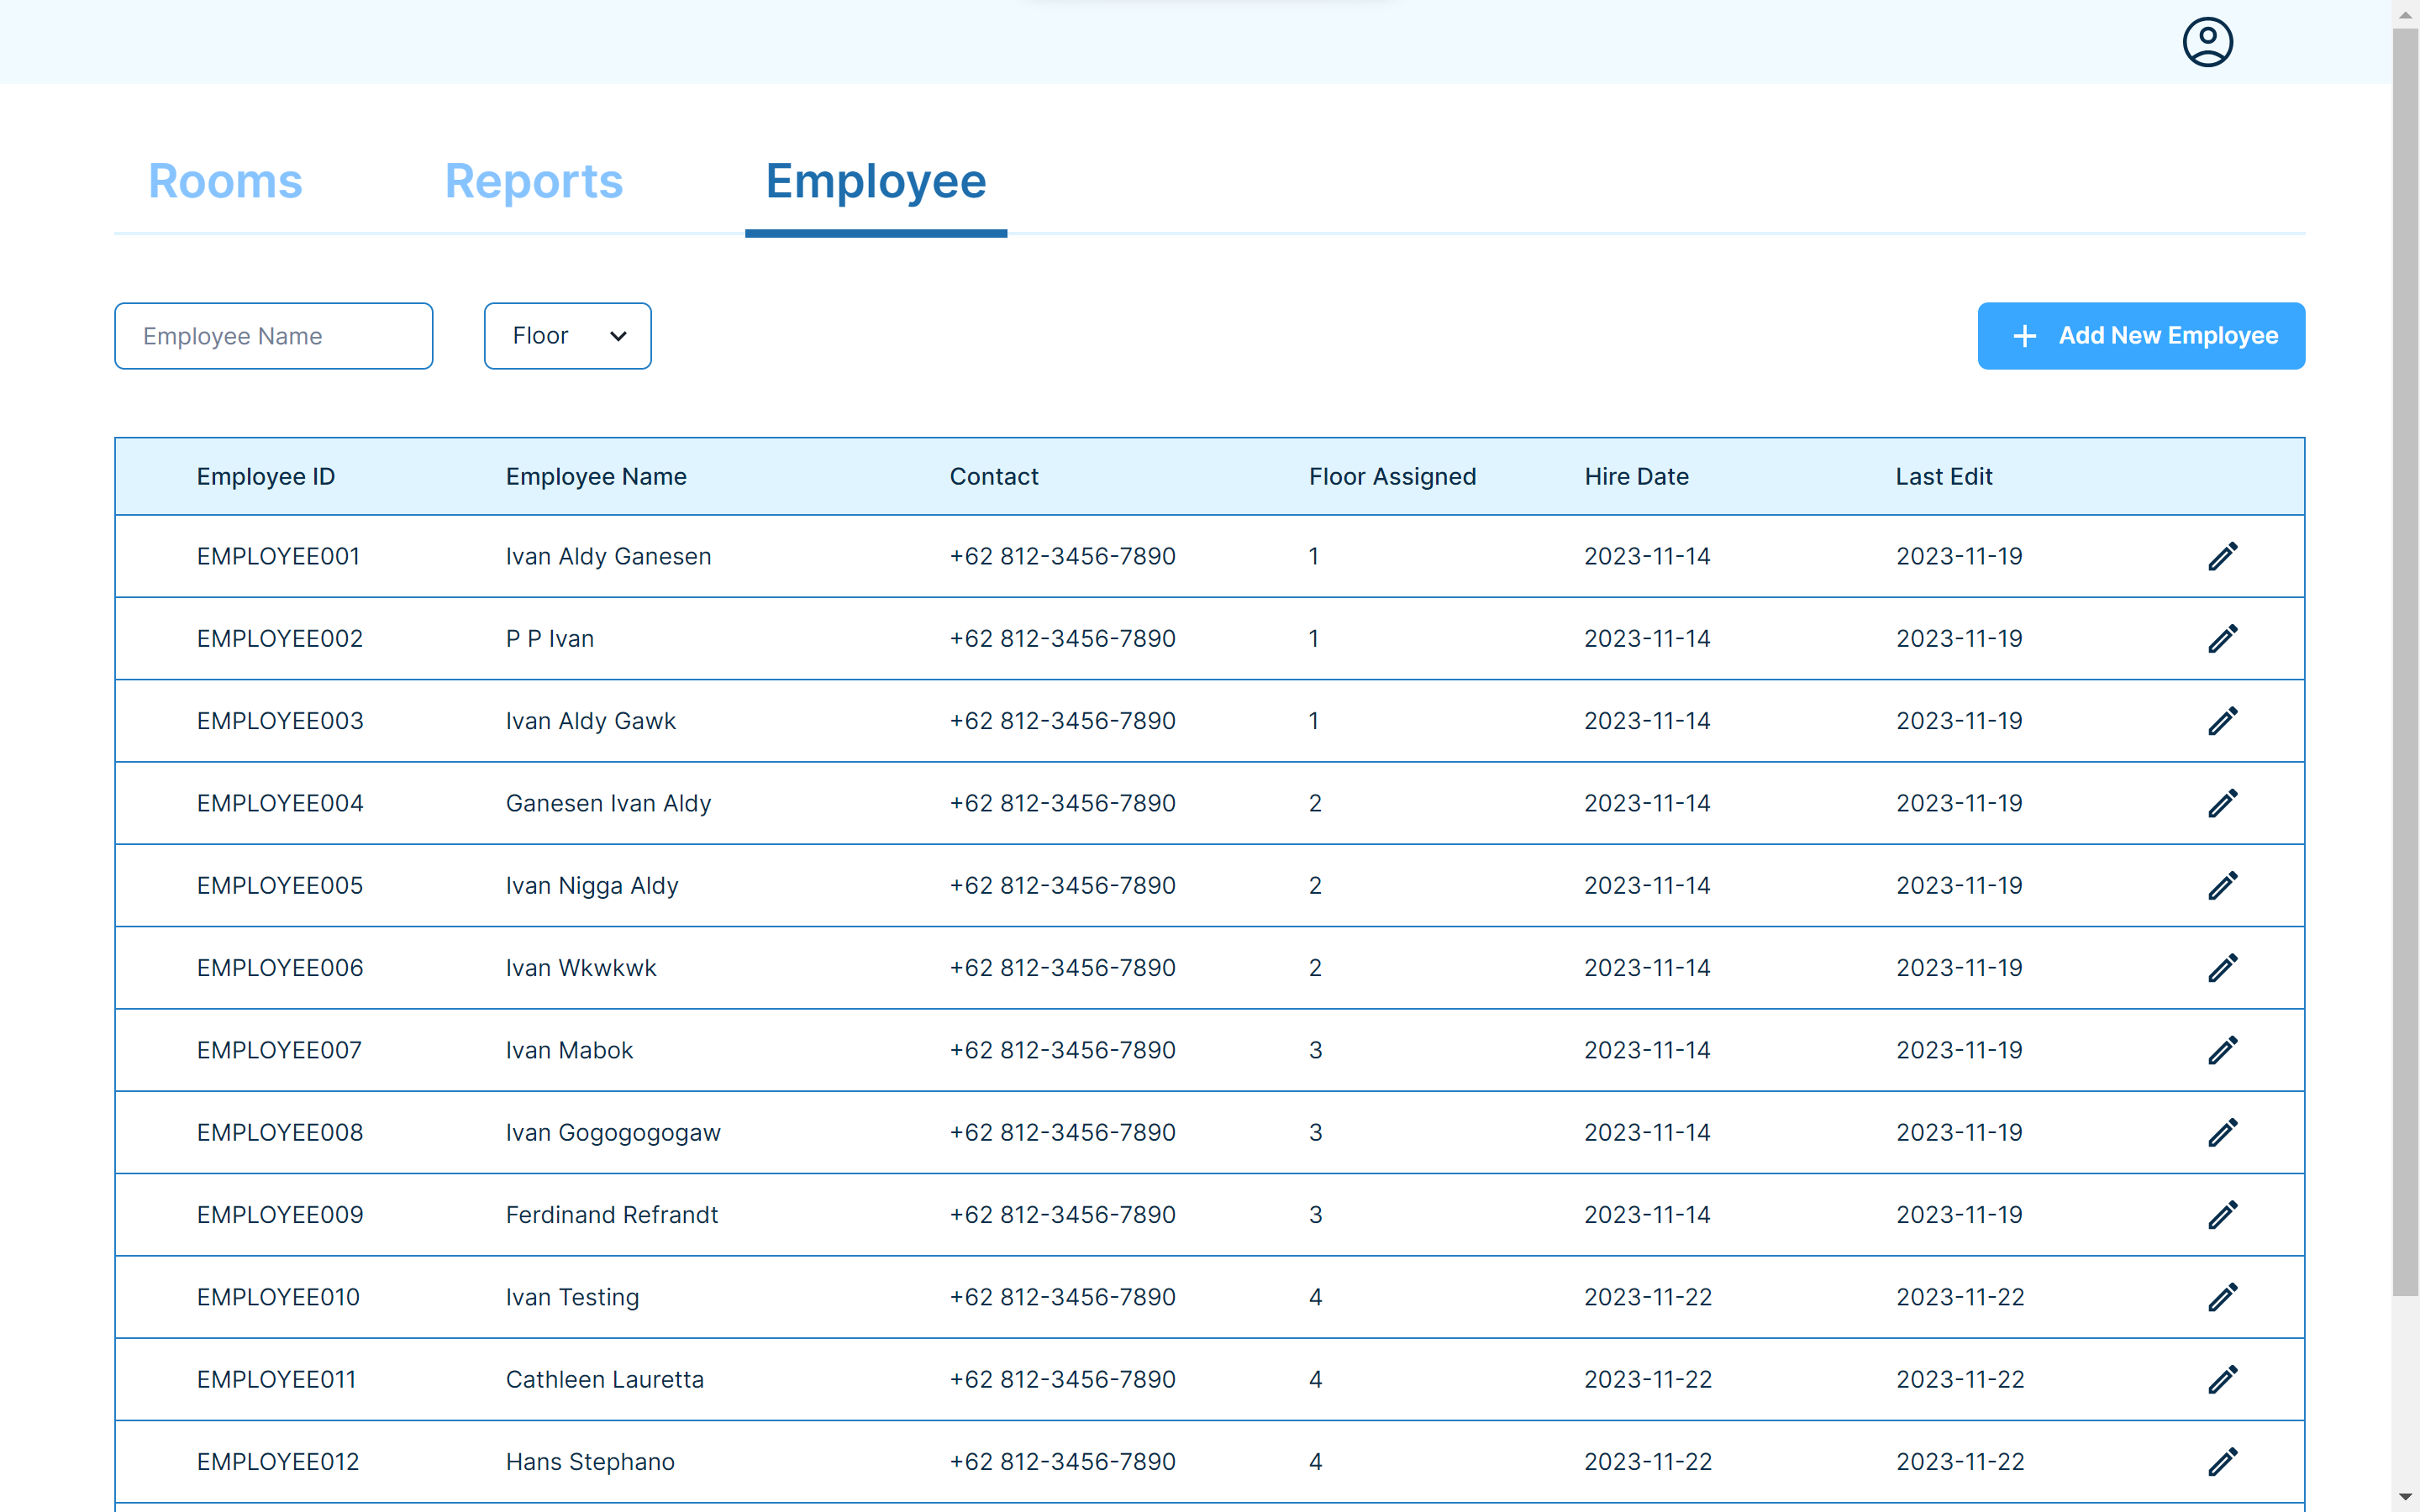 Rooms Reports Employee
Employee Name Floor Add New Employee
Employee ID Employee Name Contact Floor Assigned Hire Date Last Edit
EMPLOYEE001 Ivan Aldy Ganesen +62 812-3456-7890 1 2023-11-14 2023-11-19
EMPLOYEE002 P P Ivan +62 812-3456-7890 1 2023-11-14 2023-11-19
EMPLOYEE003 Ivan Aldy Gawk +62 812-3456-7890 1 2023-11-14 2023-11-19
EMPLOYEE004 Ganesen Ivan Aldy +62 812-3456-7890 2 2023-11-14 2023-11-19
EMPLOYEE005 Ivan Nigga Aldy +62 812-3456-7890 2 2023-11-14 2023-11-19
EMPLOYEE006 Ivan Wkwkwk +62 812-3456-7890 2 2023-11-14 2023-11-19
EMPLOYEE007 Ivan Mabok +62 812-3456-7890 3 2023-11-14 2023-11-19
EMPLOYEE008 Ivan Gogogogogaw +62 812-3456-7890 3 2023-11-14 2023-11-19
EMPLOYEE009 Ferdinand Refrandt +62 812-3456-7890 3 2023-11-14 2023-11-19
EMPLOYEE010 Ivan Testing +62 812-3456-7890 4 2023-11-22 2023-11-22
EMPLOYEE011 Cathleen Lauretta +62 812-3456-7890 4 2023-11-22 2023-11-22
EMPLOYEE012 Hans Stephano +62 812-3456-7890 4 2023-11-22 2023-11-22